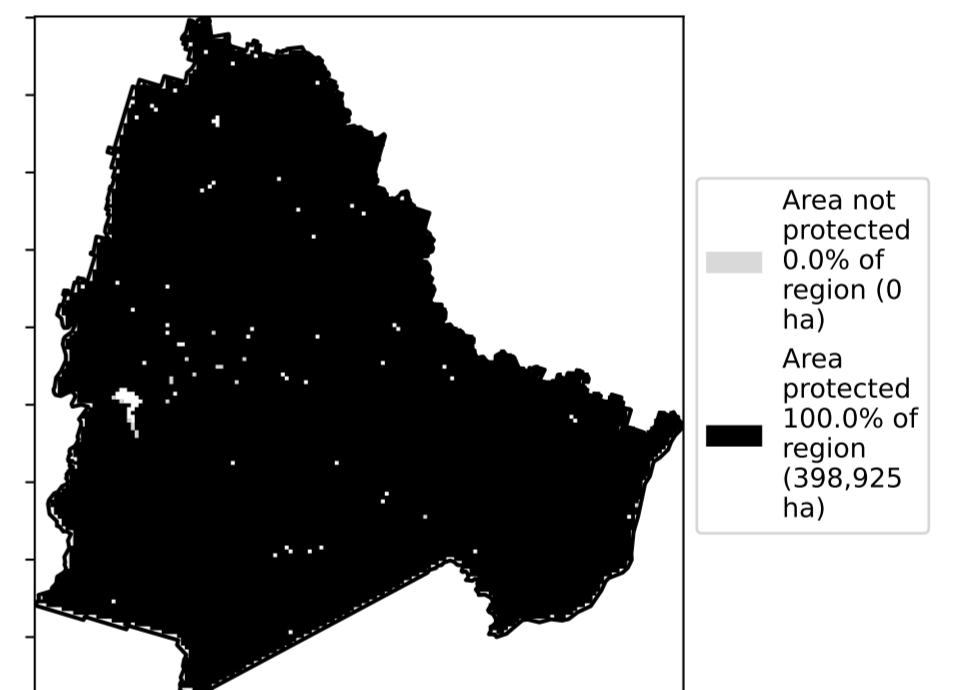 Area not
protected
0.0% of
region (0
ha)
Area
protected
100.0% of
region
(398,925
ha)